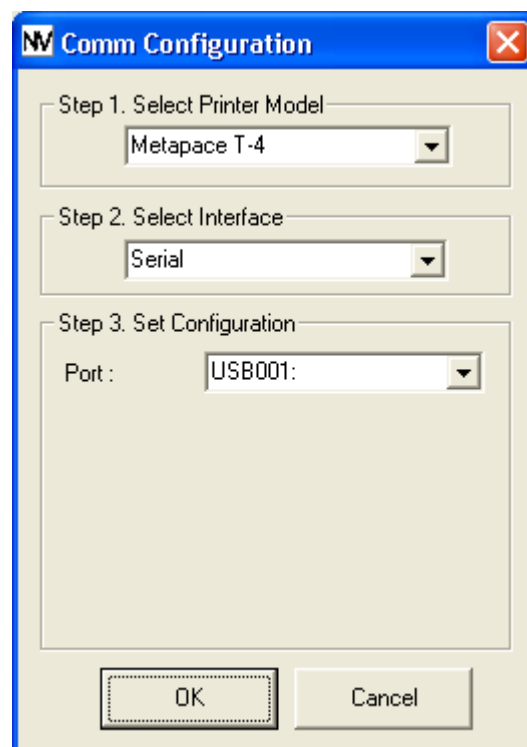 NV Comm Configuration
Step 1. Select Printer Model
Metapace T-4
Step 2. Select Interface
Serial
Step 3. Set Configuration
Port : USB001:
OK Cancel